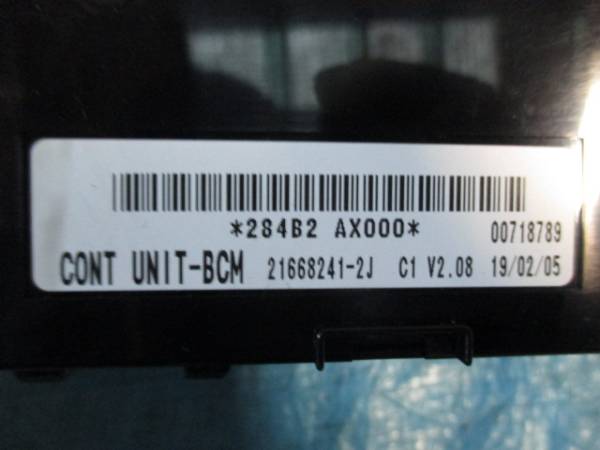 *284B2 AX000* 00718789
CONT UNIT-BCM 21668241-2J C1 V2.08 19/02/05